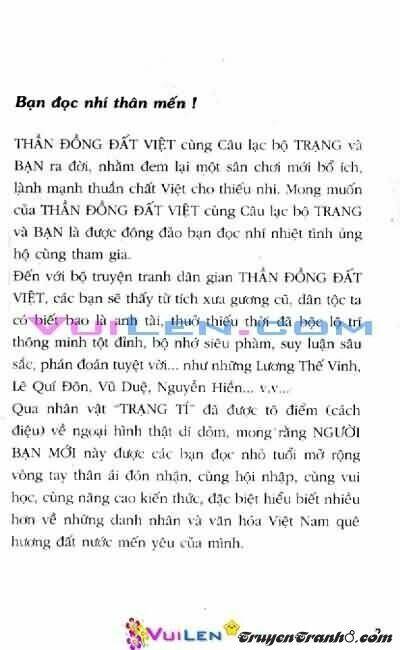 Bạn đọc nhí thân mến !
THẦN ĐỒNG ĐẤT VIỆT cùng Câu lạc bộ TRẠNG và
BẠN ra đời, nhằm đem lại một sân chơi mới bổ ích,
lành mạnh thuần chất Việt cho thiếu nhi. Mong muốn
của THẦN ĐỒNG ĐẤT VIỆT cùng Câu lạc bộ TRẠNG
và BẠN là được đông đảo bạn đọc nhí nhiệt tình ủng
hộ cùng tham gia.
Đến với bộ truyện tranh dân gian THẦN ĐỒNG ĐẤT
VIỆT, các bạn sẽ thấy từ tích xưa gương cũ, dân tộc ta
có biết bao là anh tài, thuở thiếu thời đã bộc lộ trí
thông minh tột đỉnh, bộ nhớ siêu phàm, suy luận sâu
sắc, phán đoán tuyệt vời... như những Lương Thế Vinh,
Lê Quí Đôn, Vũ Duệ, Nguyễn Hiền... v.v...
Qua nhân vật "TRẠNG TÍ" đã được tô điểm (cách
điệu) về ngoại hình thật dí dỏm, mong rằng NGƯỜI
BẠN MỚI này được các bạn đọc nhỏ tuổi mở rộng
vòng tay thân ái đón nhận, cùng hội nhập, cùng vui
học, cùng nâng cao kiến thức, đặc biệt hiểu biết nhiều
hơn về những danh nhân và văn hóa Việt Nam quê
hương đất nước mến yêu của mình.
VUILEN.COM
VUILEN
TruyenTranh8.com